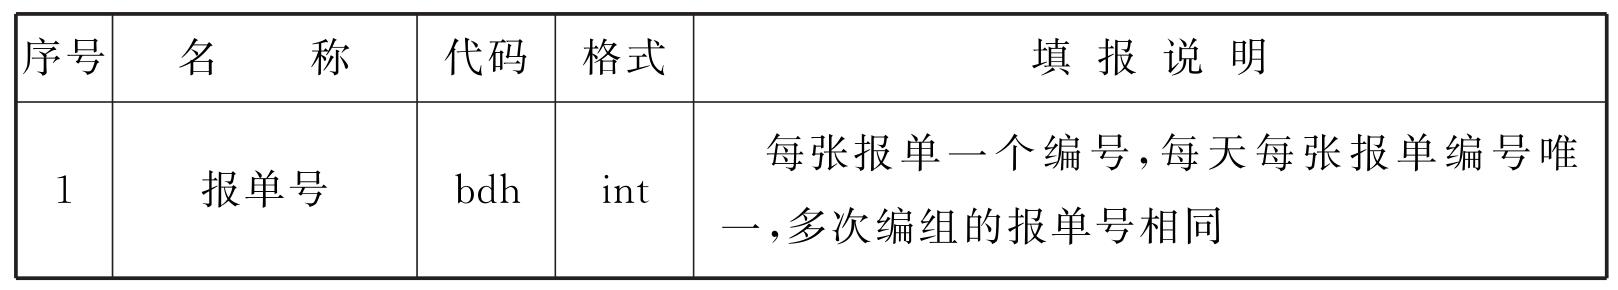 序号 名 称 代码 格式 填报说明
每张报单一个编号,每天每张报单编号唯
1 报单号 bdh int
一,多次编组的报单号相同